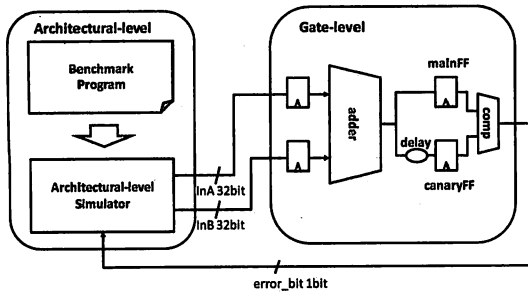 Architectural-level
Benchmark
Program
Architectural-level
Simulator
InA 32bit
InB 32bit
Gate-level
A
A
adder
mainFF
A
delay
A
canaryFF
comp
error_bit 1bit